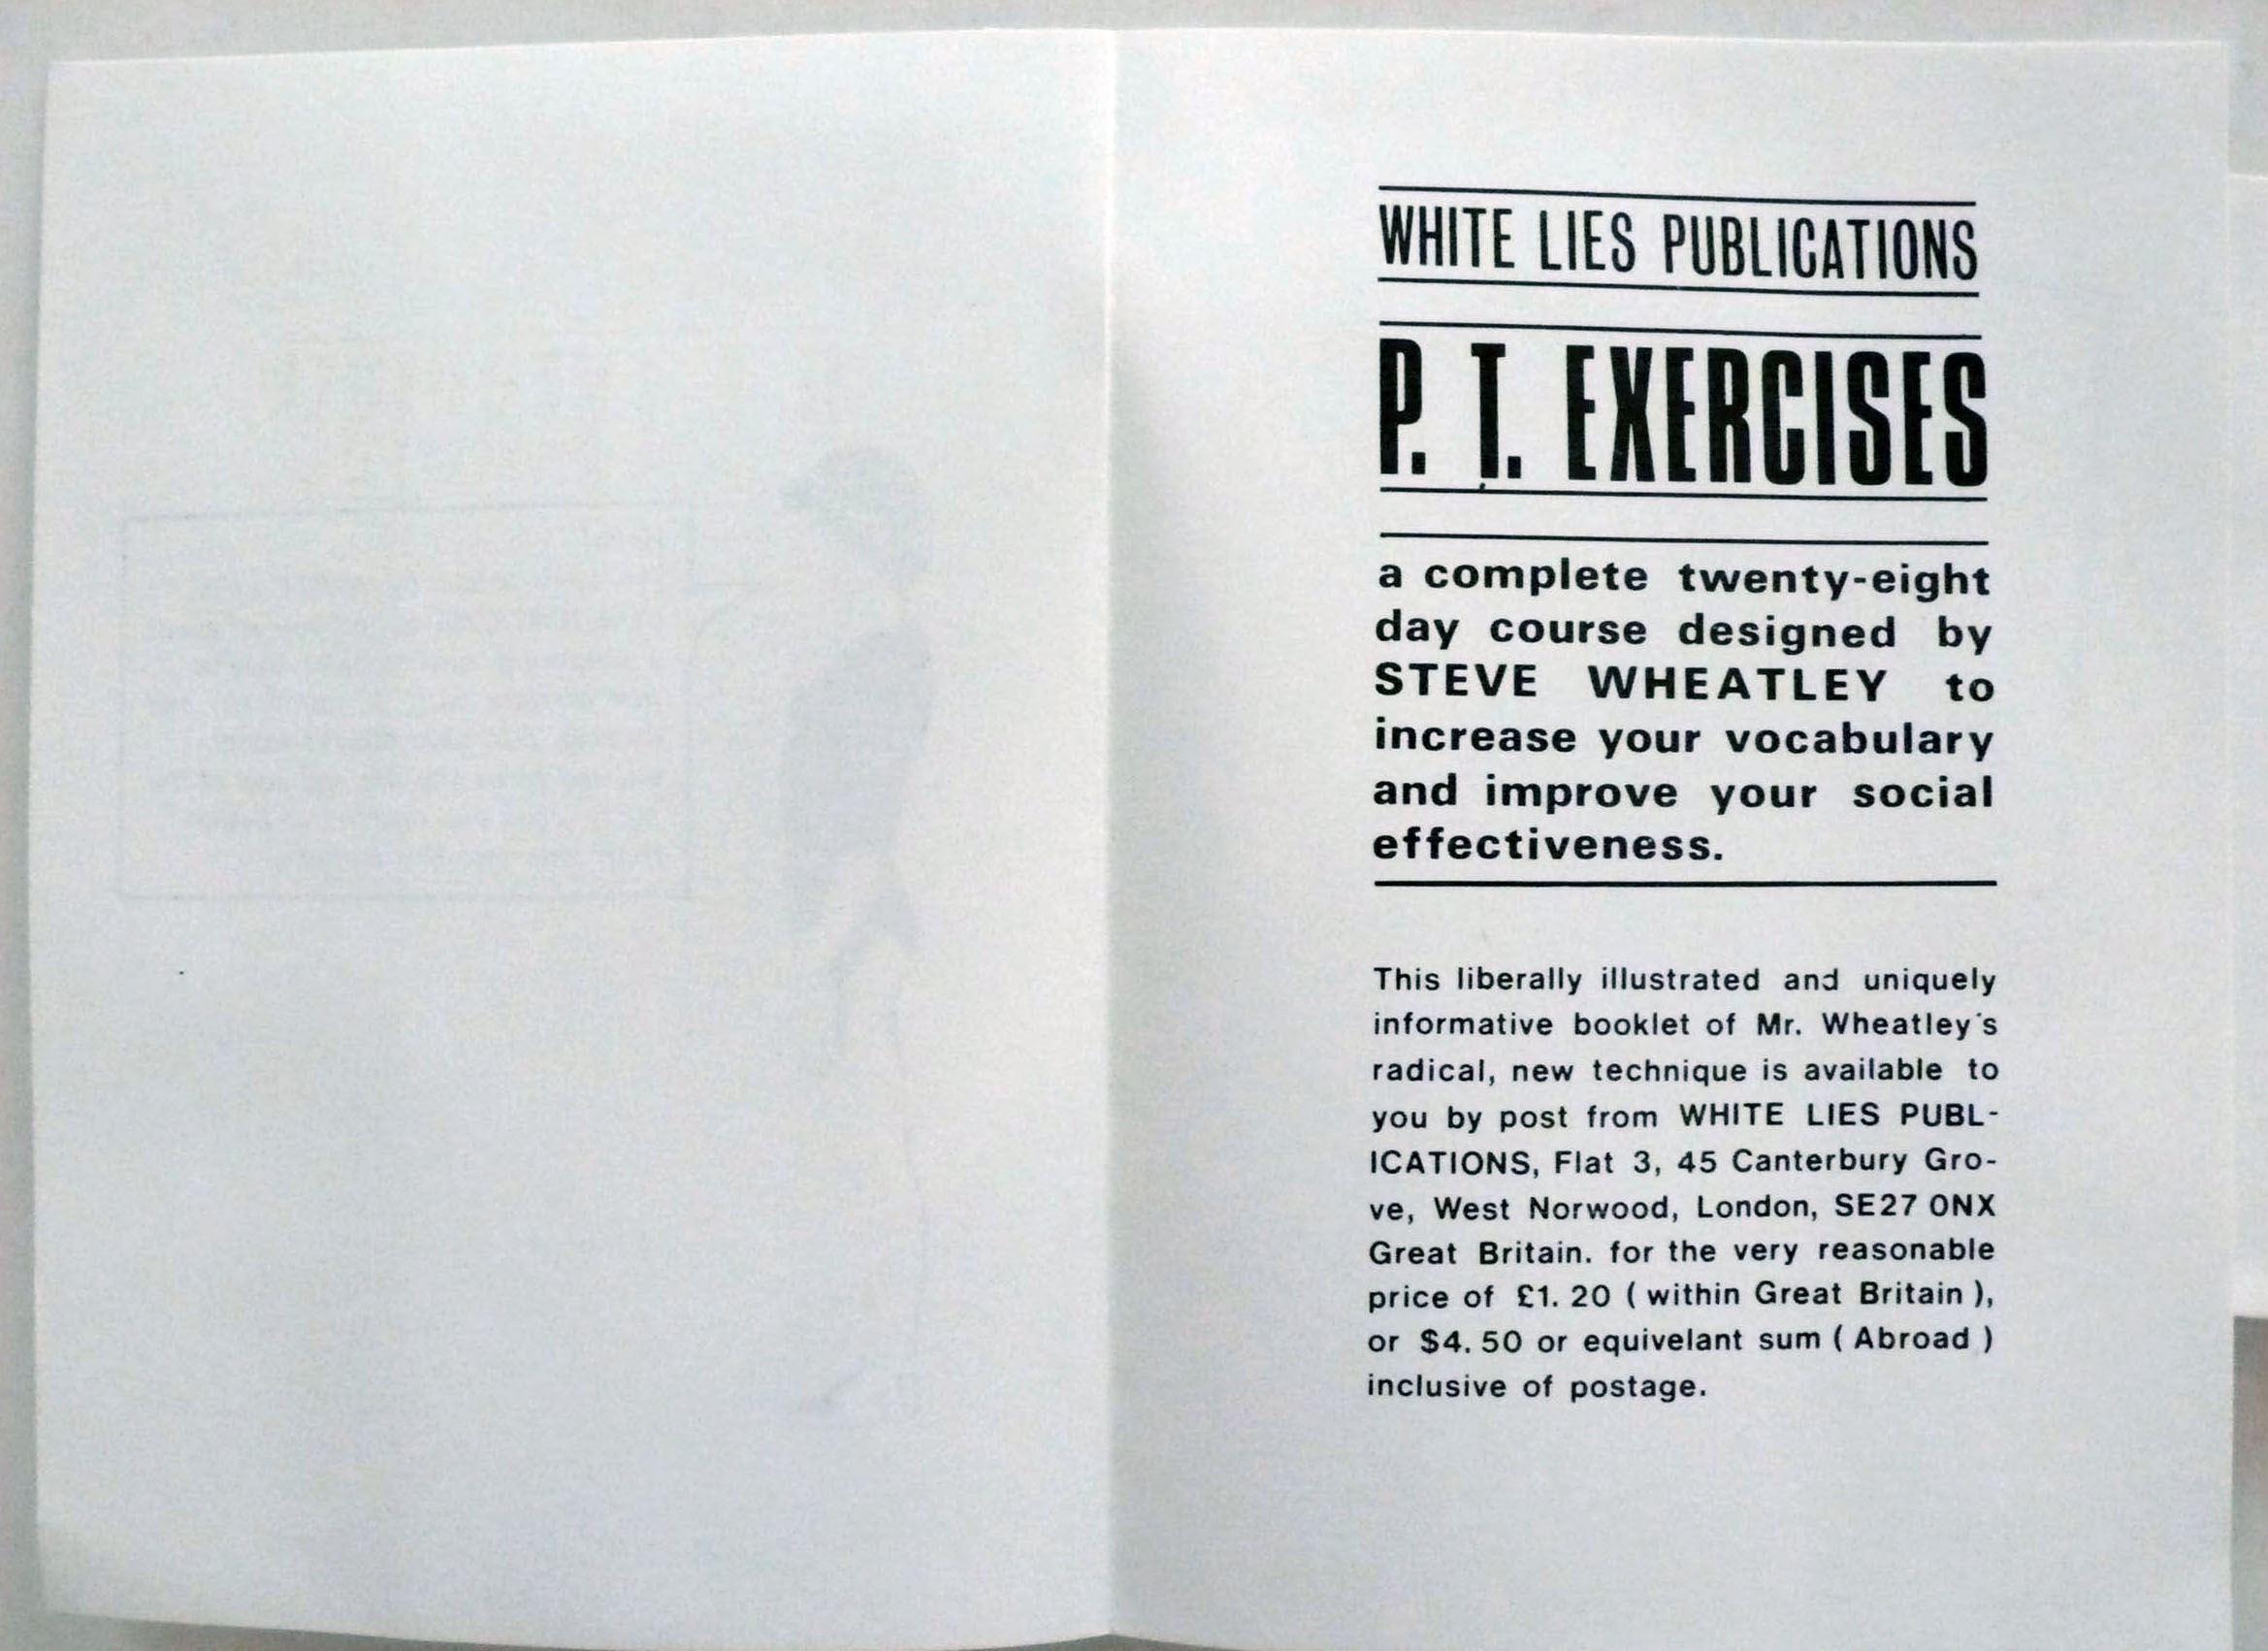 WHITE LIES PUBLICATIONS
P. T. EXERCISES
a complete twenty-eight
day course designed by
STEVE WHEATLEY to
increase your vocabulary
and improve your social
effectiveness.
This liberally illustrated and uniquely
informative booklet of Mr. Wheatley's
radical, new technique is available to
you by post from WHITE LIES PUBL-
ICATIONS, Flat 3, 45 Canterbury Gro-
ve, West Norwood, London, SE27 0NX
Great Britain. for the very reasonable
price of £1. 20 ( within Great Britain ),
or $4. 50 or equivelant sum ( Abroad )
inclusive of postage.